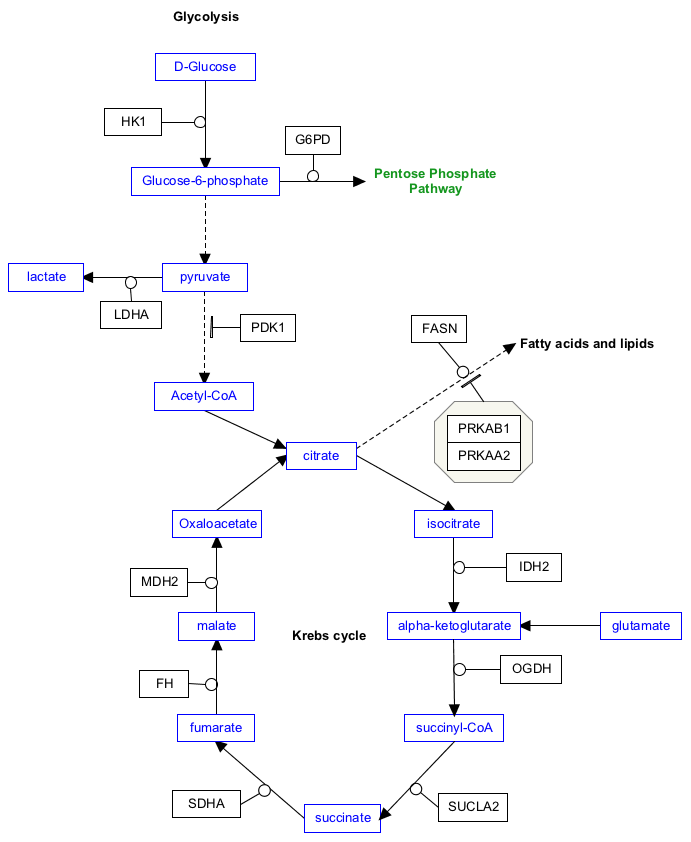 Glycolysis
D-Glucose
HK1
G6PD
Glucose-6-phosphate
Pentose Phosphate
Pathway
lactate
pyruvate
LDHA
PDK1
FASN
Fatty acids and lipids
Acetyl-CoA
PRKAB1
PRKAA2
citrate
Oxaloacetate
isocitrate
MDH2
IDH2
malate
Krebs cycle
alpha-ketoglutarate
glutamate
FH
OGDH
fumarate
succinyl-CoA
SDHA
succinate
SUCLA2